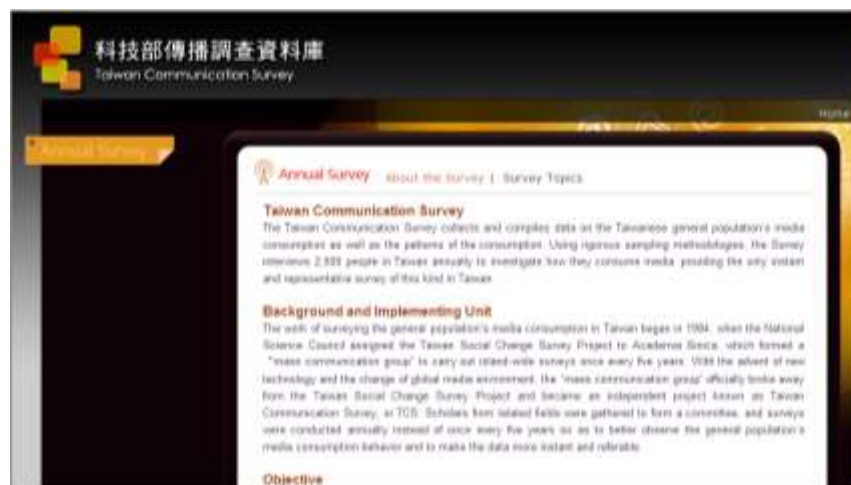 科技部傳播調查資料庫
Taiwan Communication Survey
Home
Annual Survey
Annual Survey About the Survey | Survey Topics
Taiwan Communication Survey
The Taiwan Communication Survey collects and compiles data on the Taiwanese general population's media
consumption as well as the patterns of the consumption. Using rigorous sampling methodologies, the Survey
interviews 2,000 people in Taiwan annually to investigate how they consume media, providing the only instant
and representative survey of this kind in Taiwan.
Background and Implementing Unit
The work of surveying the general population's media consumption in Taiwan began in 1984, when the National
Science Council assigned the Taiwan Social Change Survey Project to Academia Sinica, which formed a
"mass communication group" to carry out island-wide surveys once every five years. With the advent of new
technology and the change of global media environment, the "mass communication group" officially broke away
from the Taiwan Social Change Survey Project and became an independent project known as Taiwan
Communication Survey, or TCS. Scholars from related fields were gathered to form a committee, and surveys
were conducted annually instead of once every five years so as to better observe the general population's
media consumption behavior and to make the data more instant and referable.
Objective